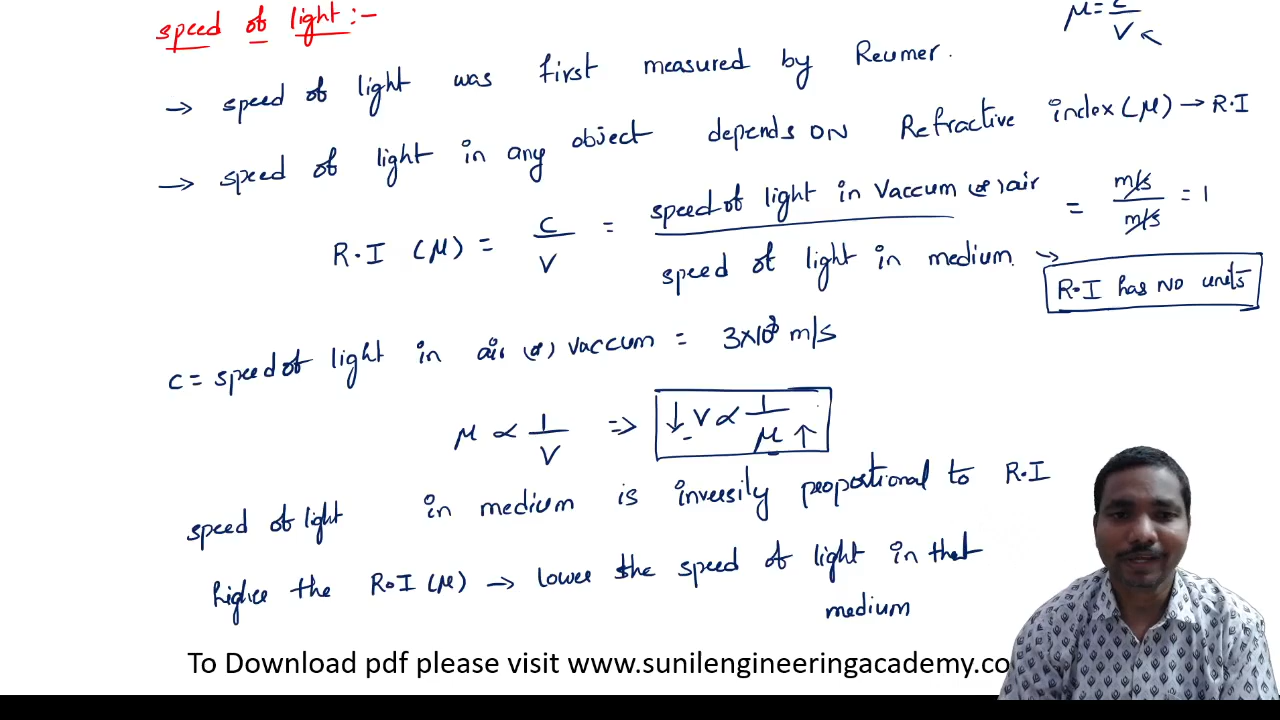 speed of light :-
μ = c/v
→ speed of light was first measured by Reumer.
→ speed of light in any object depends on Refractive index (μ) → R.I
R.I (μ) = c/v = speed of light in vaccum (or) air / speed of light in medium. = m/s / m/s = 1
→ R.I has no units
c = speed of light in air (or) vaccum = 3×10⁸ m/s
μ ∝ 1/v ⇒ ↓ v ∝ 1/μ ↑
speed of light in medium is inversily proportional to R.I
higher the R.I (μ) → lower the speed of light in that
medium
To Download pdf please visit www.sunilengineeringacademy.co